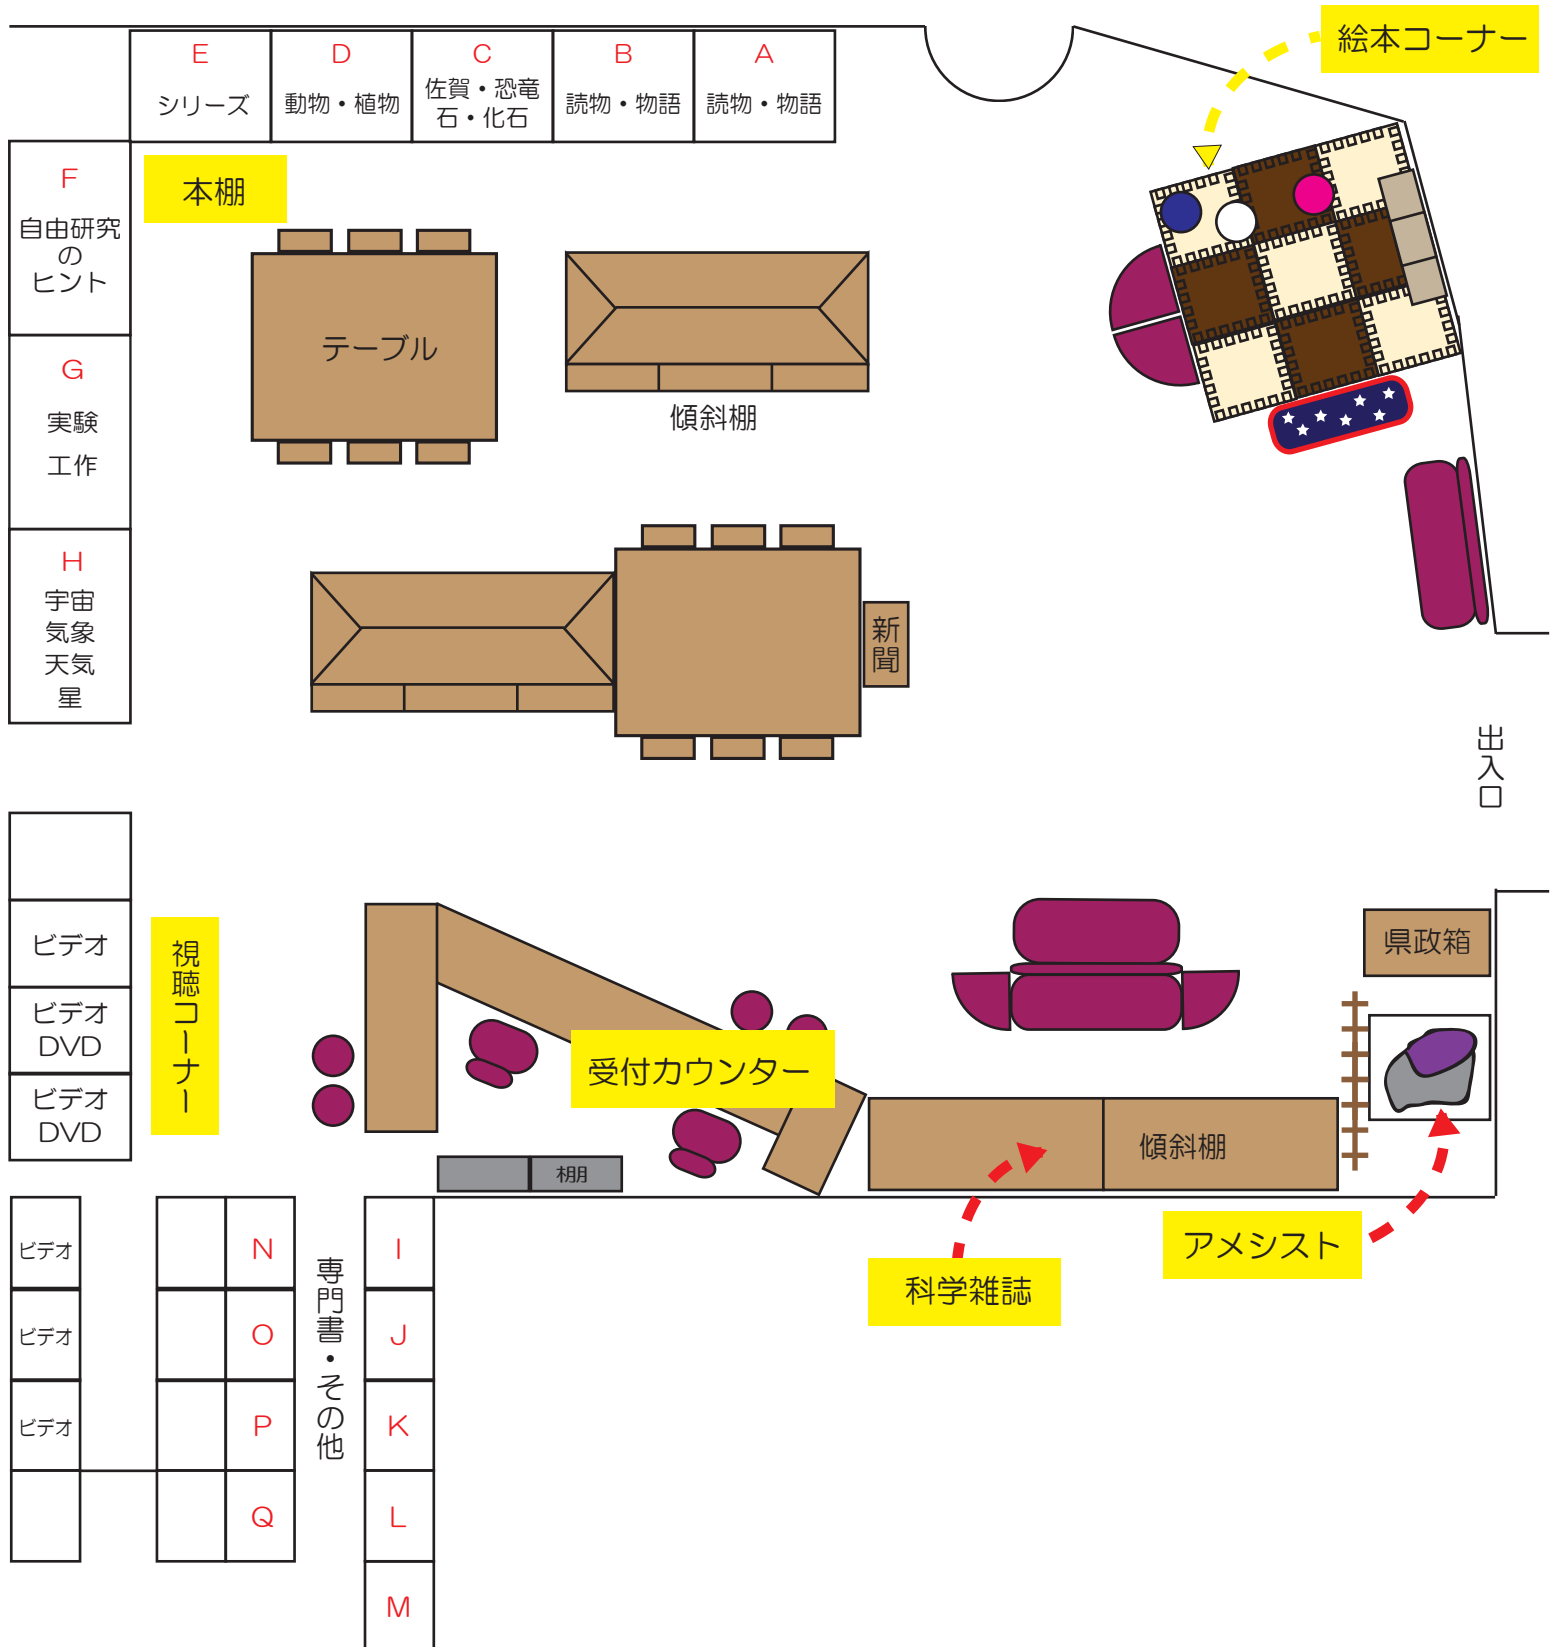 絵本コーナー
E
シリーズ
D
動物・植物
C
佐賀・恐竜
石・化石
B
読物・物語
A
読物・物語
F
自由研究
の
ヒント
本棚
テーブル
傾斜棚
G
実験
工作
H
宇宙
気象
天気
星
新聞
出入口
ビデオ
ビデオ
DVD
ビデオ
DVD
視聴コーナー
受付カウンター
県政箱
棚
傾斜棚
アメシスト
科学雑誌
ビデオ
ビデオ
ビデオ
N
O
P
Q
専門書・その他
I
J
K
L
M